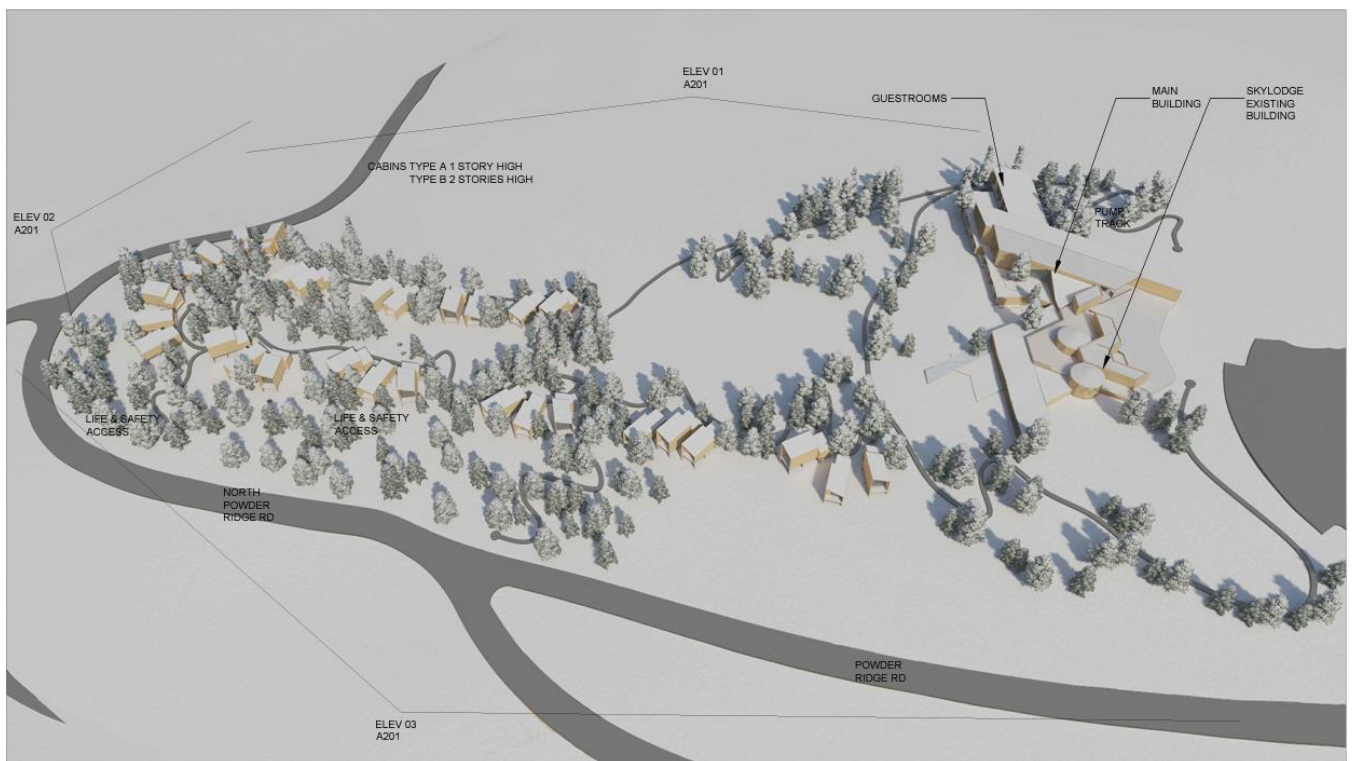 ELEV 01
A201
GUESTROOMS
MAIN
BUILDING
SKYLODGE
EXISTING
BUILDING
CABINS TYPE A 1 STORY HIGH
TYPE B 2 STORIES HIGH
ELEV 02
A201
PUMP
TRACK
LIFE & SAFETY
ACCESS
LIFE & SAFETY
ACCESS
NORTH
POWDER
RIDGE RD
POWDER
RIDGE RD
ELEV 03
A201